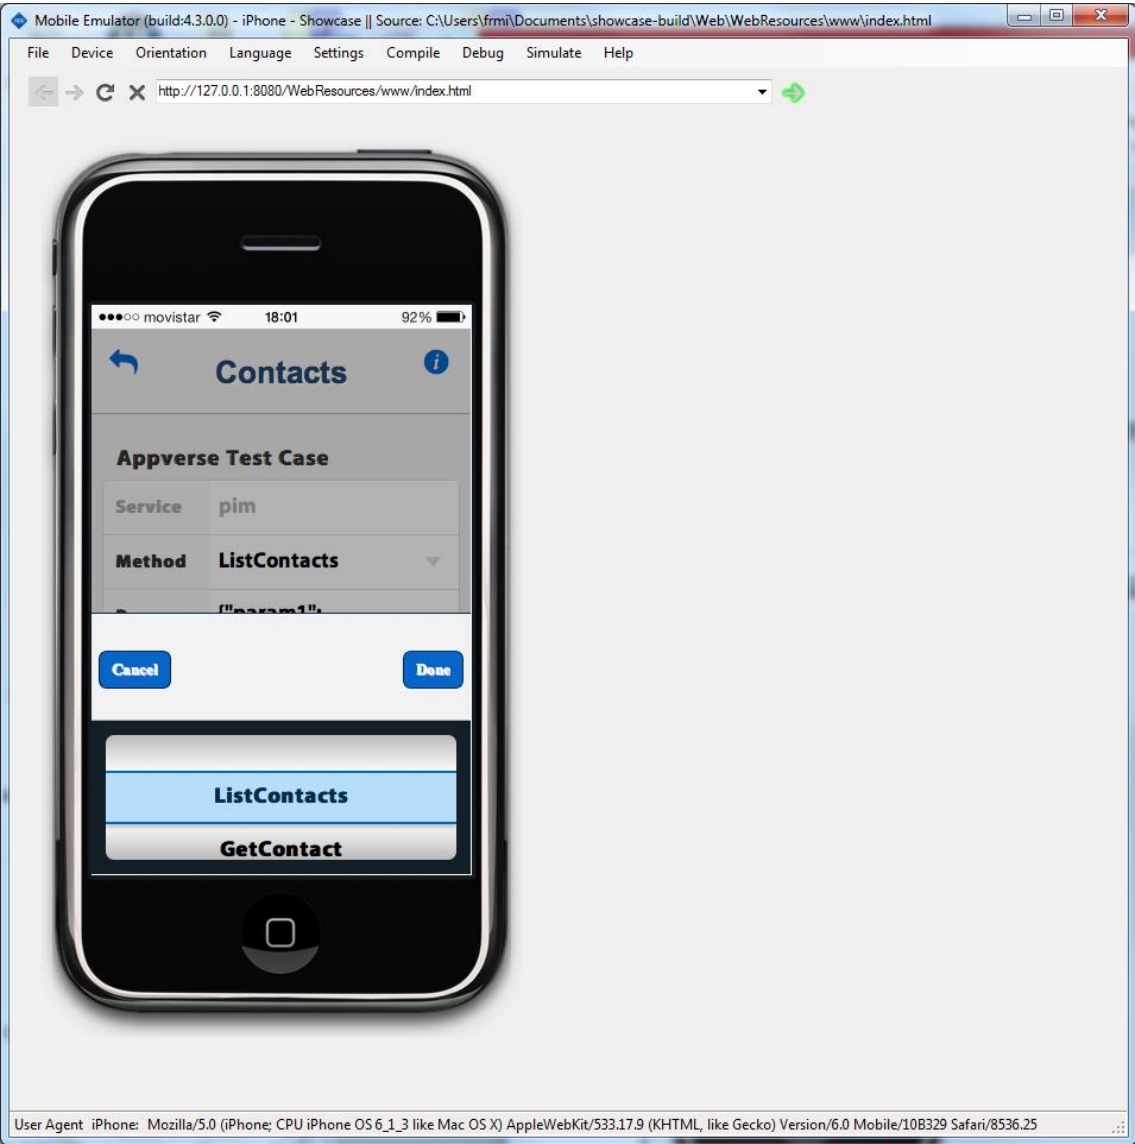 Mobile Emulator (build:4.3.0.0) - iPhone - Showcase || Source: C:\Users\frmi\Documents\showcase-build\Web\WebResources\www\index.html
File Device Orientation Language Settings Compile Debug Simulate Help
http://127.0.0.1:8080/WebResources/www/index.html
movistar 18:01 92%
Contacts
Appverse Test Case
Service pim
Method ListContacts
{"param1":
Cancel Done
ListContacts
GetContact
User Agent iPhone: Mozilla/5.0 (iPhone; CPU iPhone OS 6_1_3 like Mac OS X) AppleWebKit/533.17.9 (KHTML, like Gecko) Version/6.0 Mobile/10B329 Safari/8536.25